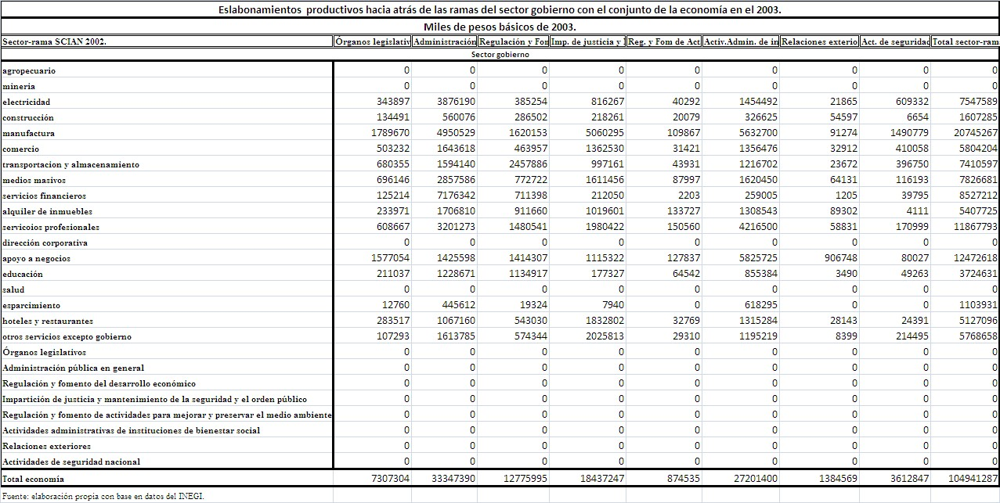 Eslabonamientos productivos hacia atrás de las ramas del sector gobierno con el conjunto de la economía en el 2003.
Miles de pesos básicos de 2003.
Sector-rama SCIAN 2002. Órganos legislativ Administración Regulación y Fon Imp. de justicia y Reg. y Fom de Act Activ.Admin. de in Relaciones exterio Act. de seguridad Total sector-ram
Sector gobierno
agropecuario 0 0 0 0 0 0 0 0 0
mineria 0 0 0 0 0 0 0 0 0
electricidad 343897 3876190 385254 816267 40292 1454492 21865 609332 7547589
construcción 134491 560076 286502 218261 20079 326625 54597 6654 1607285
manufactura 1789670 4950529 1620153 5060295 109867 5632700 91274 1490779 20745267
comercio 503232 1643618 463957 1362530 31421 1356476 32912 410058 5804204
transportacion y almacenamiento 680355 1594140 2457886 997161 43931 1216702 23672 396750 7410597
medios masivos 696146 2857586 772722 1611456 87997 1620450 64131 116193 7826681
servicios financieros 125214 7176342 711398 212050 2203 259005 1205 39795 8527212
alquiler de inmuebles 233971 1706810 911660 1019601 133727 1308543 89302 4111 5407725
servicoios profesionales 608667 3201273 1480541 1980422 150560 4216500 58831 170999 11867793
dirección corporativa 0 0 0 0 0 0 0 0 0
apoyo a negocios 1577054 1425598 1414307 1115322 127837 5825725 906748 80027 12472618
educación 211037 1228671 1134917 177327 64542 855384 3490 49263 3724631
salud 0 0 0 0 0 0 0 0 0
esparcimiento 12760 445612 19324 7940 0 618295 0 0 1103931
hoteles y restaurantes 283517 1067160 543030 1832802 32769 1315284 28143 24391 5127096
otros servicios excepto gobierno 107293 1613785 574344 2025813 29310 1195219 8399 214495 5768658
Órganos legislativos 0 0 0 0 0 0 0 0 0
Administración pública en general 0 0 0 0 0 0 0 0 0
Regulación y fomento del desarrollo económico 0 0 0 0 0 0 0 0 0
Impartición de justicia y mantenimiento de la seguridad y el orden público 0 0 0 0 0 0 0 0 0
Regulación y fomento de actividades para mejorar y preservar el medio ambiente 0 0 0 0 0 0 0 0 0
Actividades administrativas de instituciones de bienestar social 0 0 0 0 0 0 0 0 0
Relaciones exteriores 0 0 0 0 0 0 0 0 0
Actividades de seguridad nacional 0 0 0 0 0 0 0 0 0
Total economía 7307304 33347390 12775995 18437247 874535 27201400 1384569 3612847 104941287
Fuente: elaboración propia con base en datos del INEGI.